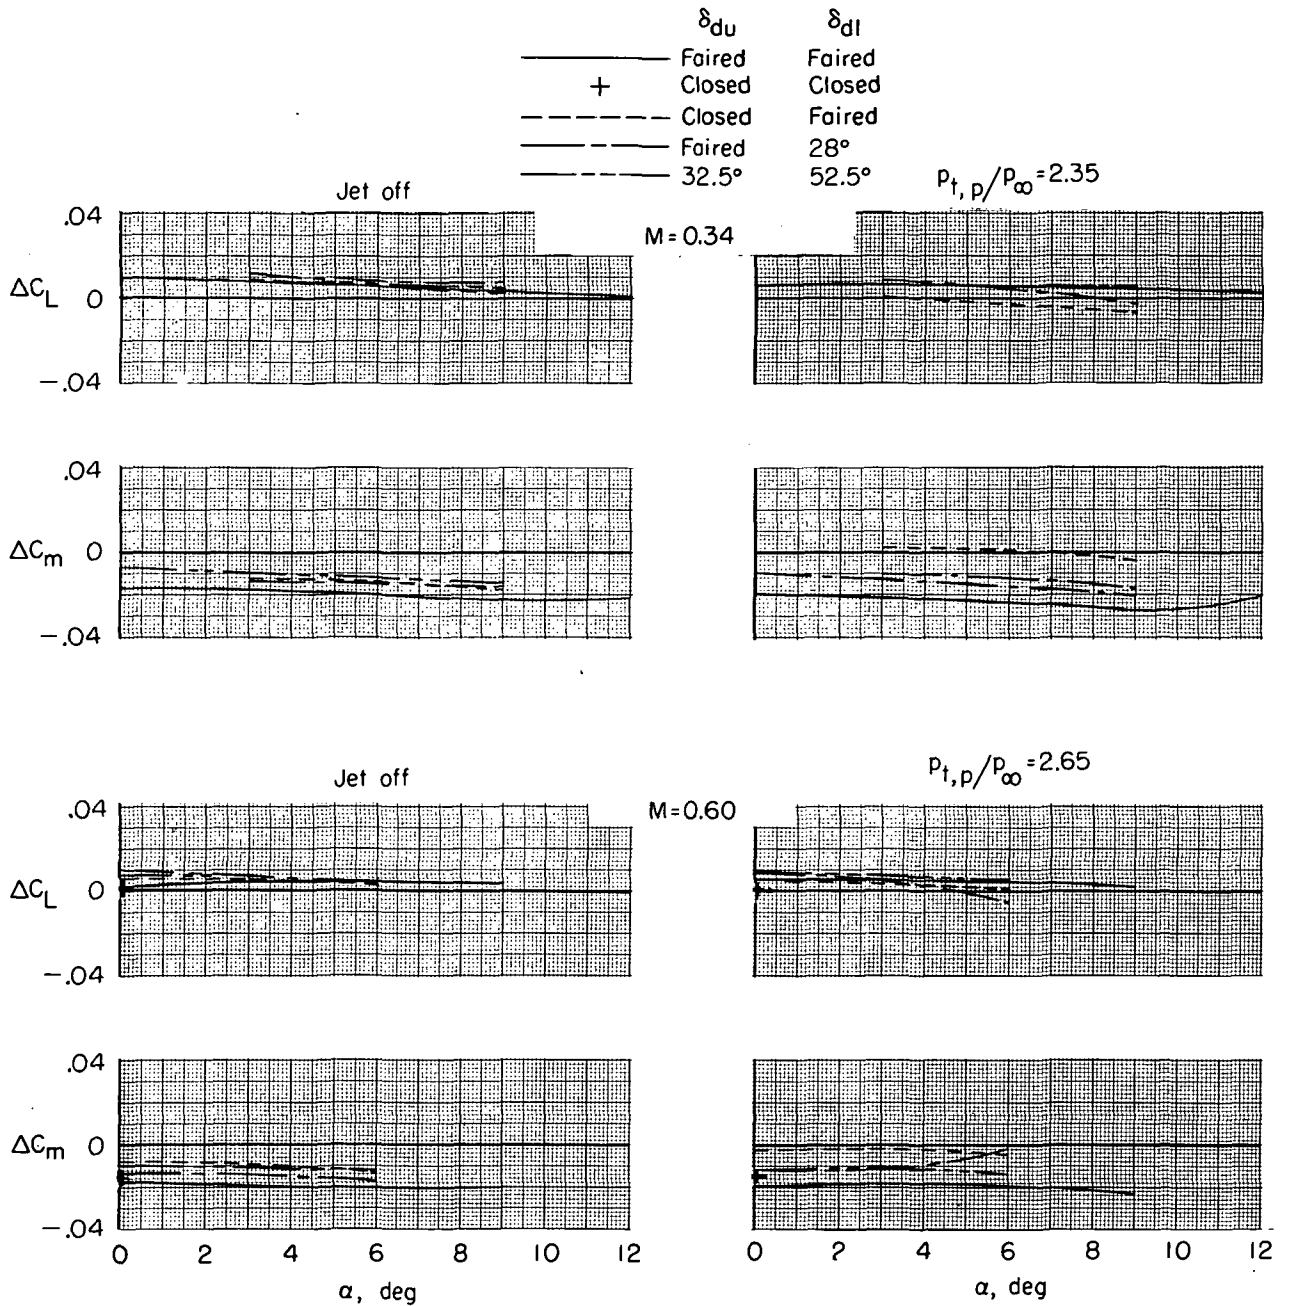 δdu δdl
Faired Faired
+ Closed Closed
Closed Faired
Faired 28°
32.5° 52.5°
Jet off
pt,p/p∞=2.35
M=0.34
.04
ΔCL 0
-.04
.04
ΔCm 0
-.04
Jet off
pt,p/p∞=2.65
M=0.60
.04
ΔCL 0
-.04
.04
ΔCm 0
-.04
0 2 4 6 8 10 12
0 2 4 6 8 10 12
α, deg
α, deg